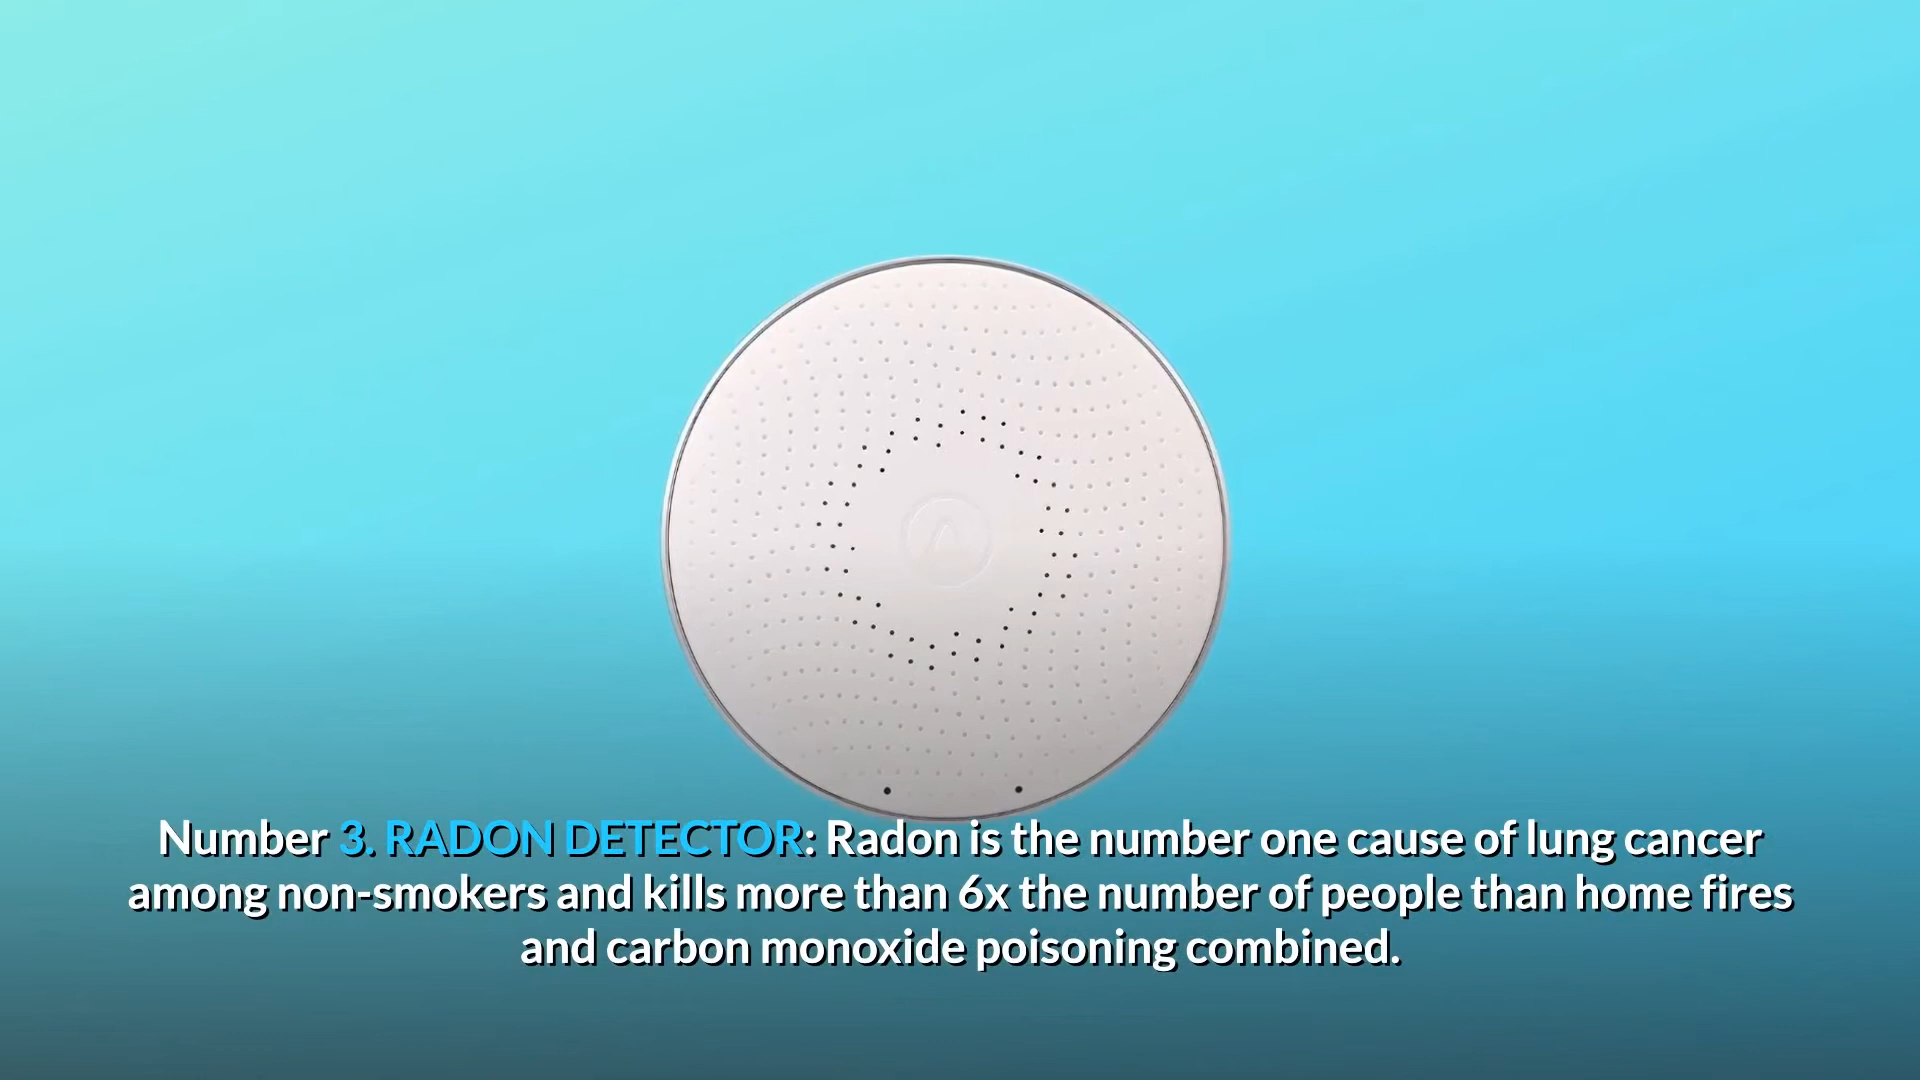 Number 3. RADON DETECTOR: Radon is the number one cause of lung cancer
among non-smokers and kills more than 6x the number of people than home fires
and carbon monoxide poisoning combined.